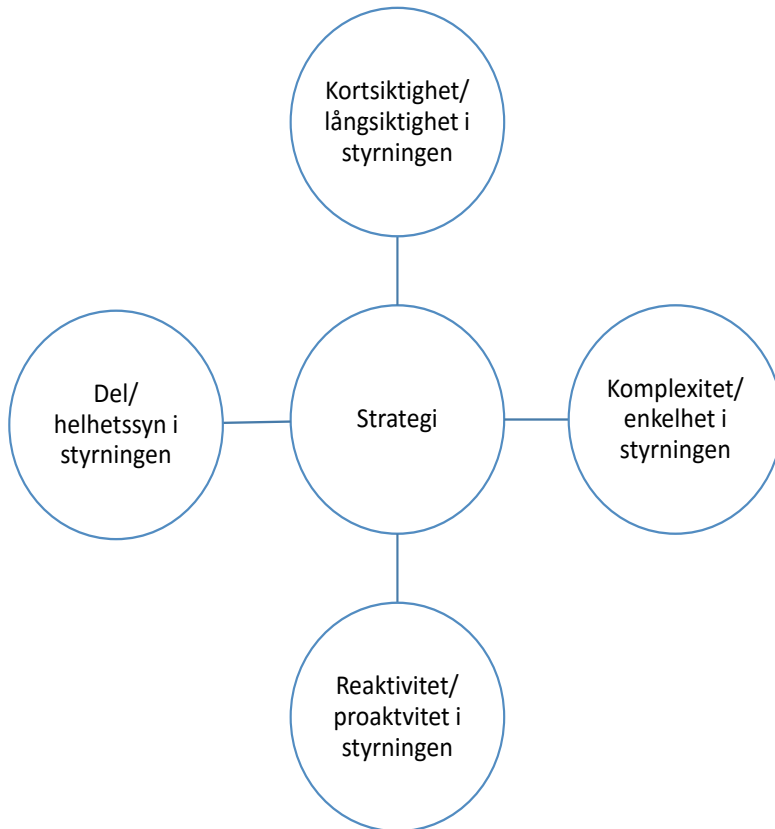 Kortsiktighet/
långsiktighet i
styrningen
Del/
helhetssyn i
styrningen
Strategi
Komplexitet/
enkelhet i
styrningen
Reaktivitet/
proaktvitet i
styrningen